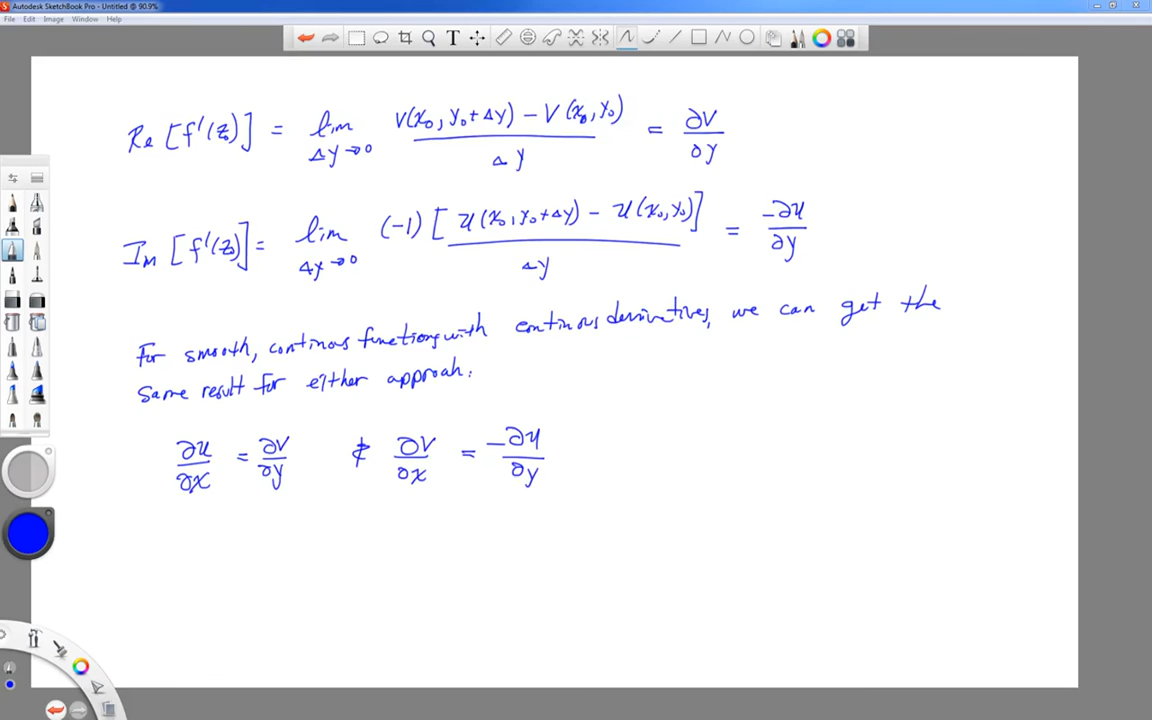 Autodesk SketchBook Pro - Untitled @ 90.9%
File Edit Image Window Help
Re [f'(z₀)] = lim Δy→0 (V(x₀, y₀+Δy) − V(x₀, y₀)) / Δy = ∂V/∂y
Im [f'(z₀)] = lim Δy→0 (-1) [u(x₀, y₀+Δy) − u(x₀, y₀)] / Δy = −∂u/∂y
For smooth, continous functions with continous derivatives, we can get the
same result for either approah.
∂u/∂x = ∂V/∂y & ∂V/∂x = −∂u/∂y